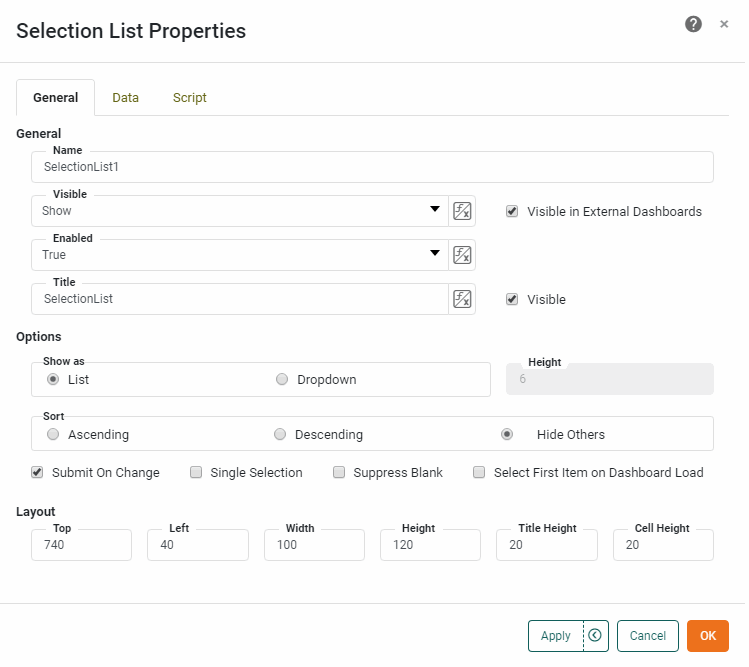 Selection List Properties
General Data Script
General
Name
SelectionList1
Visible
Show
Visible in External Dashboards
Enabled
True
Title
SelectionList
Visible
Options
Show as
List Dropdown
Height
6
Sort
Ascending Descending Hide Others
Submit On Change Single Selection Suppress Blank Select First Item on Dashboard Load
Layout
Top Left Width Height Title Height Cell Height
740 40 100 120 20 20
Apply Cancel OK